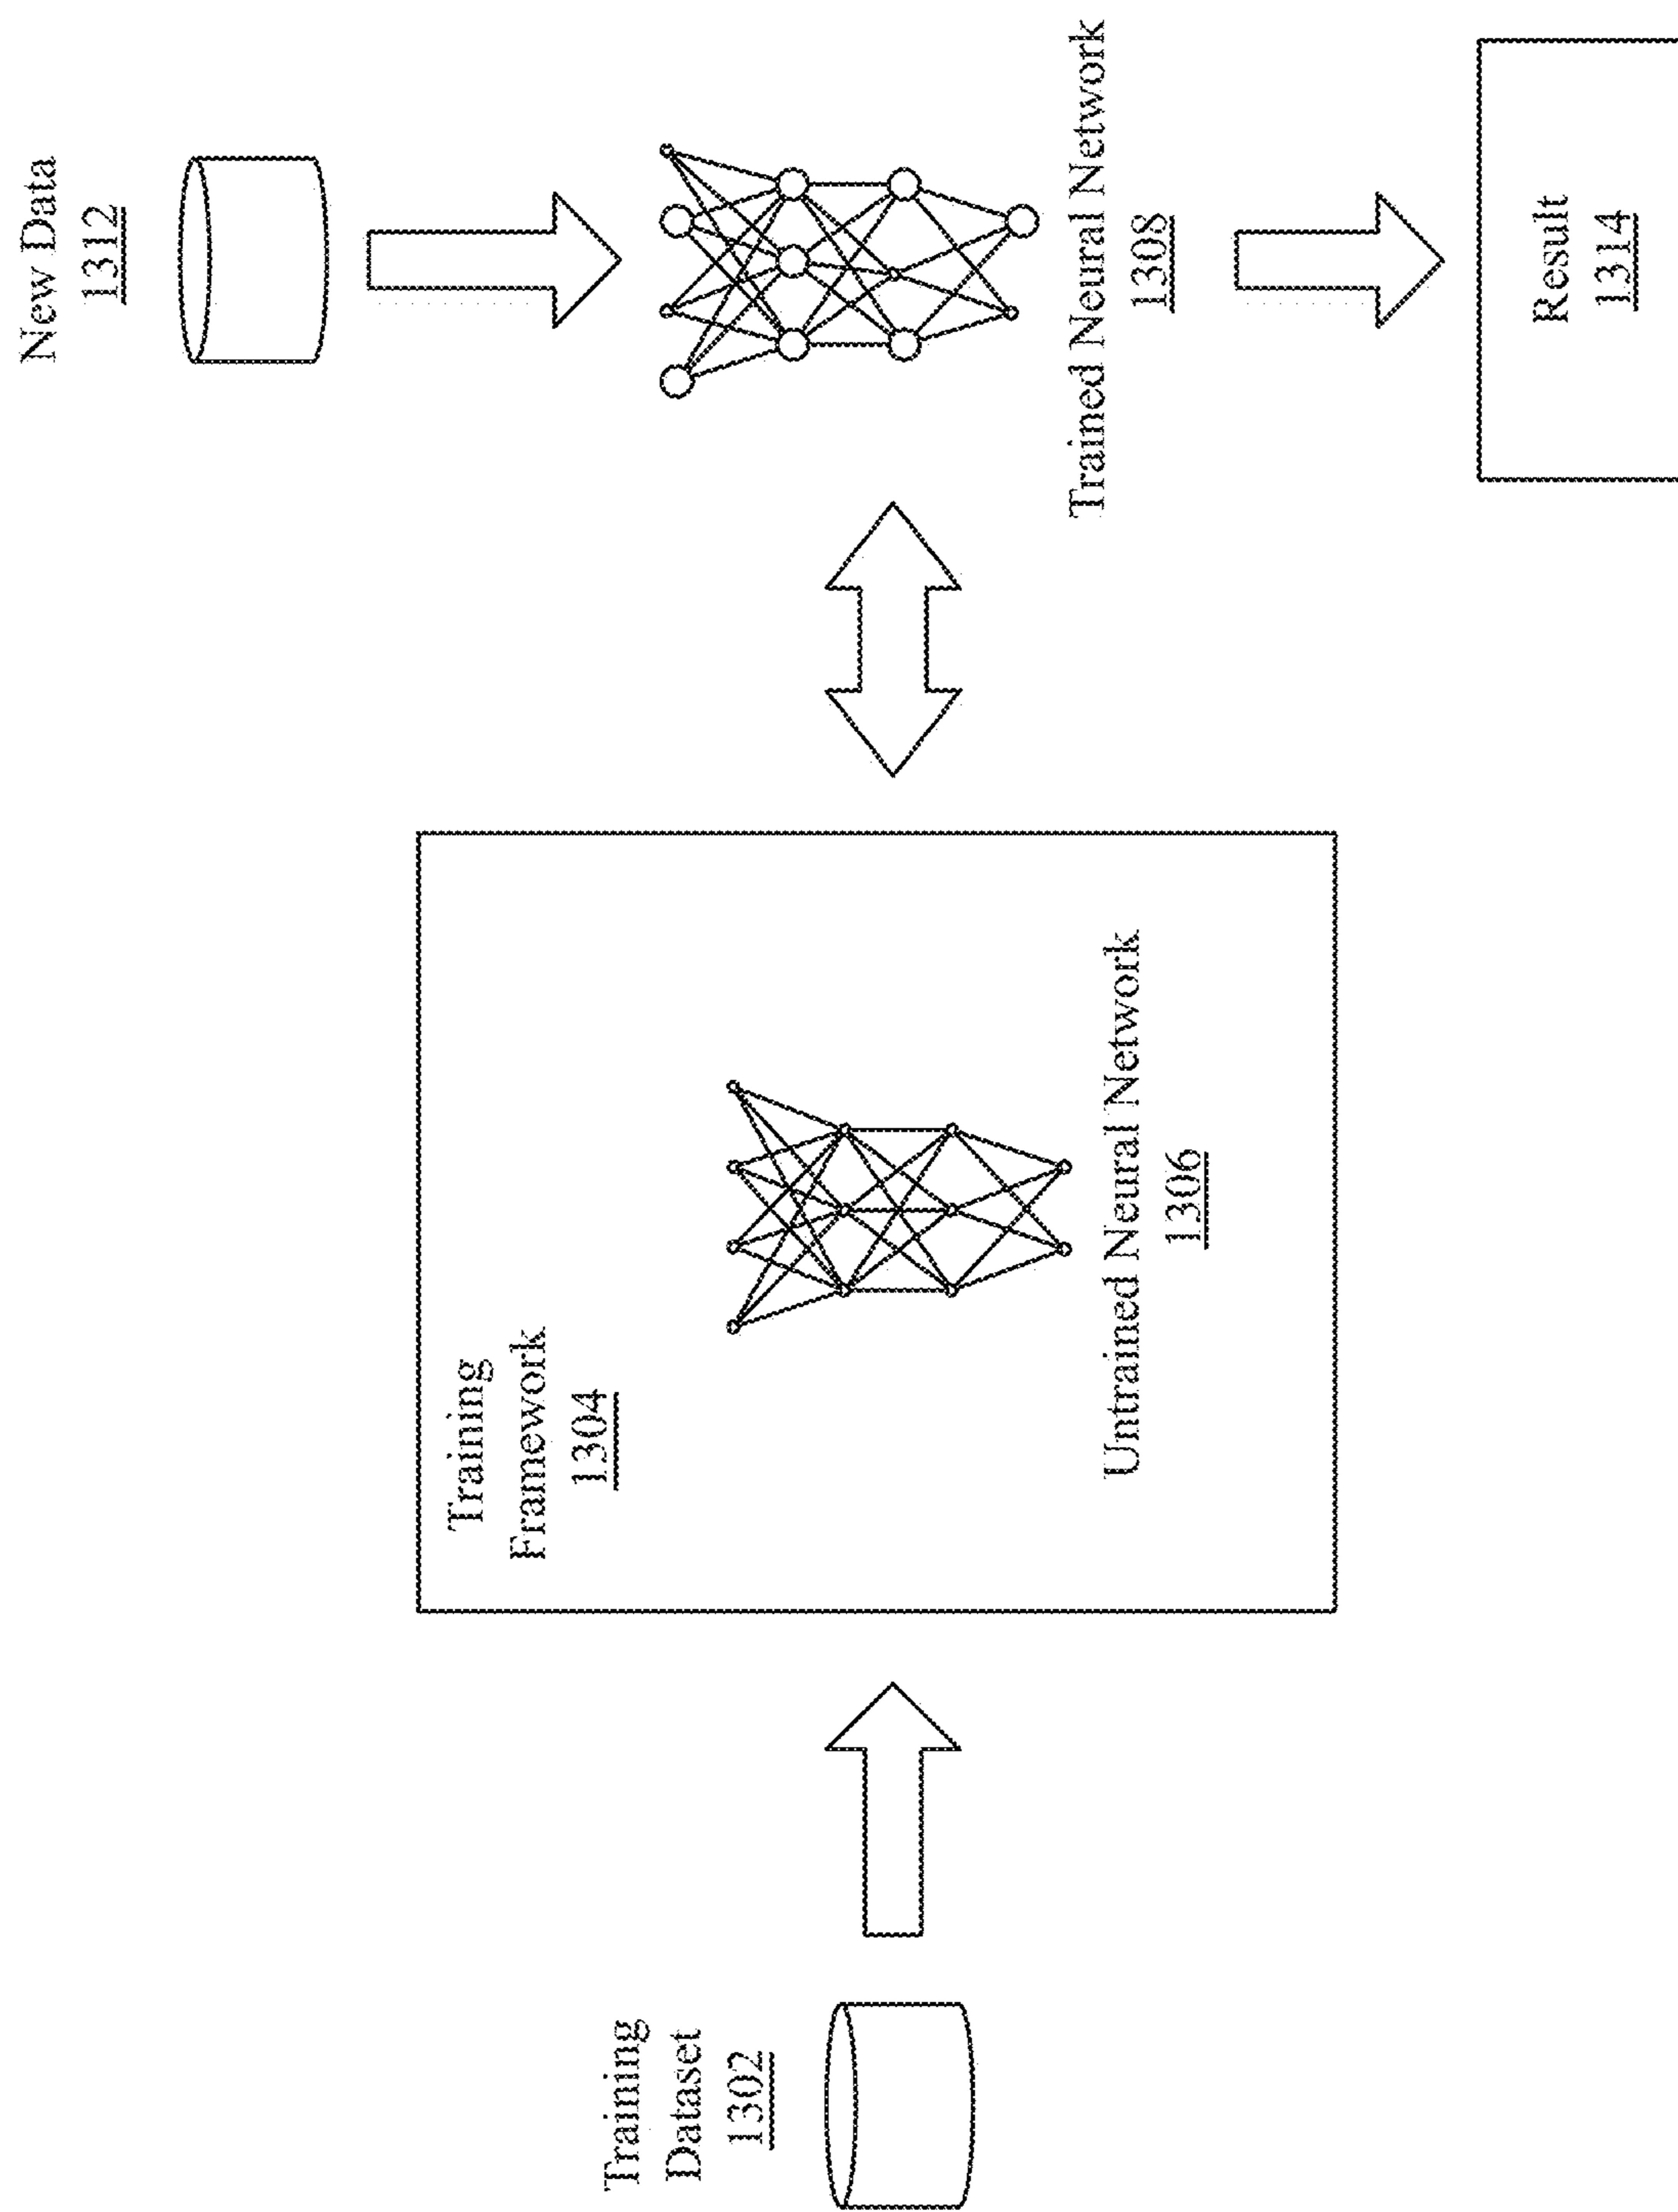 Training
Dataset
1302
Training
Framework
1304
Untrained Neural Network
1306
New Data
1312
Trained Neural Network
1308
Result
1314